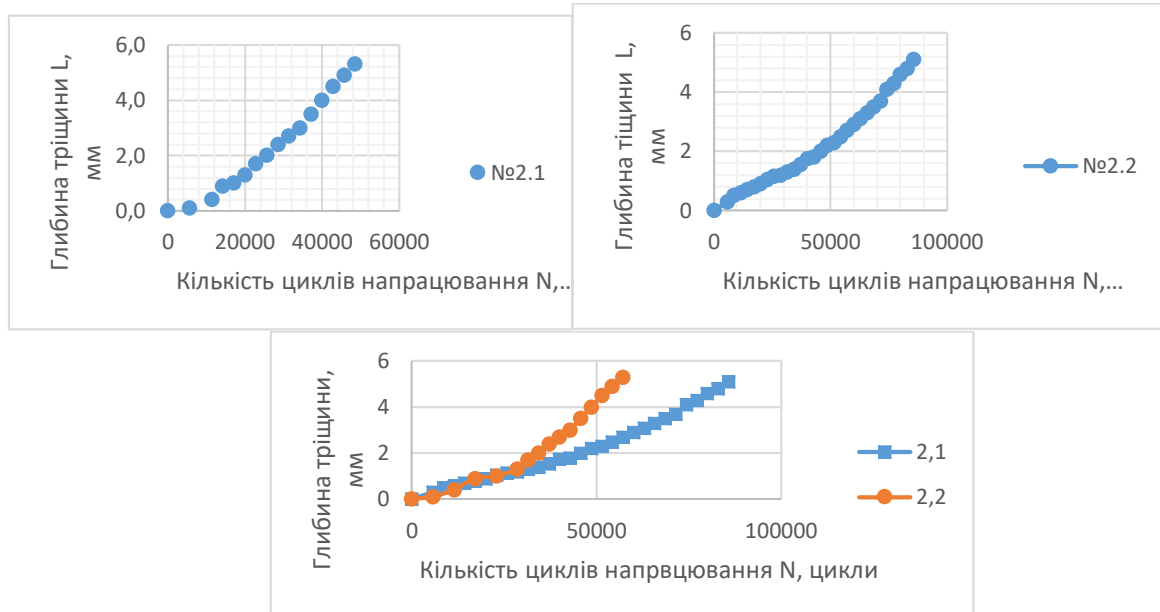 Глибина тріщини L,
мм
6,0
4,0
2,0
0,0
0 20000 40000 60000
Кількість циклів напрацювання N,..
№2.1
Глибина тіщини L,
мм
6
4
2
0
0 50000 100000
Кількість циклів напрацювання N,...
№2.2
Глибина тріщини,
мм
6
4
2
0
0 50000 100000
Кількість циклів напрвцювання N, цикли
2,1
2,2